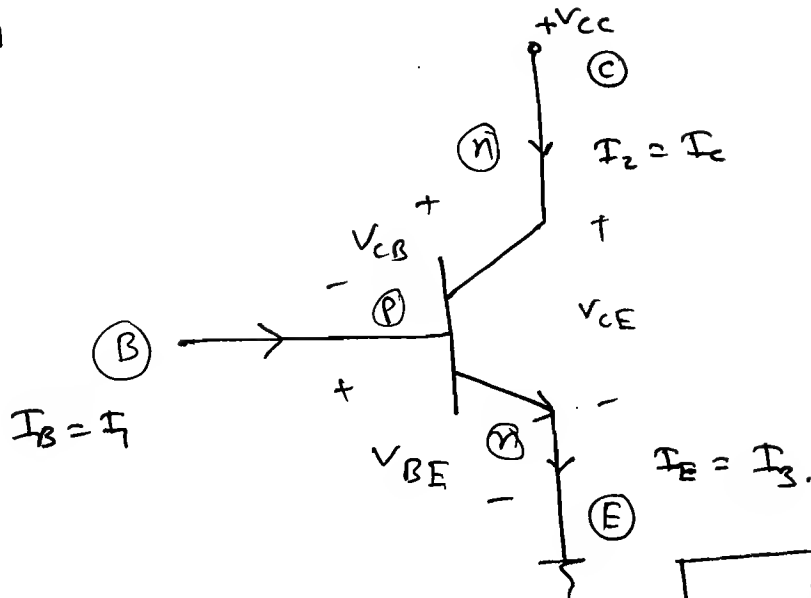 +VCC
C
n
I2 = Ic
+
+
VCB
-
P
VCE
B
+
-
IB = I1
n
VBE
IE = I3.
-
E